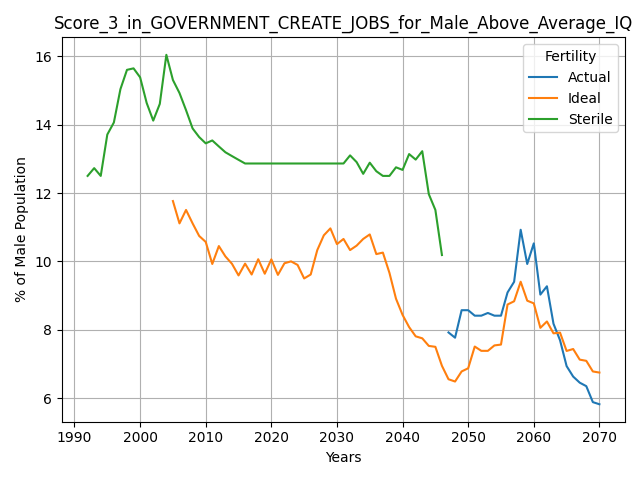 Score_3_in_GOVERNMENT_CREATE_JOBS_for_Male_Above_Average_IQ
Fertility
Actual
Ideal
Sterile
% of Male Population
16
14
12
10
8
6
1990 2000 2010 2020 2030 2040 2050 2060 2070
Years